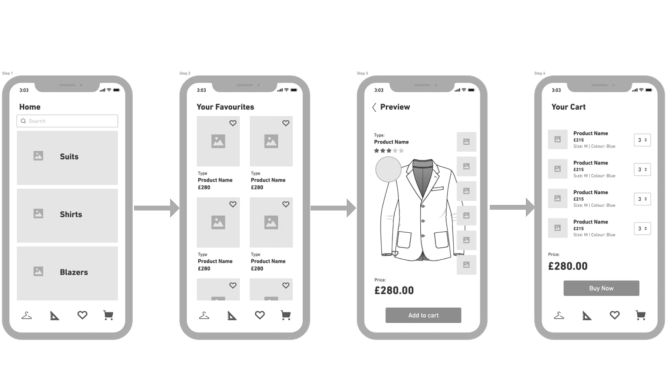 Step 1
3:03
Home
Search
Suits
Shirts
Blazers
Step 2
3:03
Your Favourites
Type
Product Name
£280
Type
Product Name
£280
Type
Product Name
£280
Type
Product Name
£280
Step 3
3:03
Preview
Type:
Product Name
Price:
£280.00
Add to cart
Step 4
3:03
Your Cart
Product Name
£215
Size: M | Colour: Blue
3
Product Name
£215
Size: M | Colour: Blue
3
Product Name
£215
Size: M | Colour: Blue
3
Product Name
£215
Size: M | Colour: Blue
3
Price:
£280.00
Buy Now